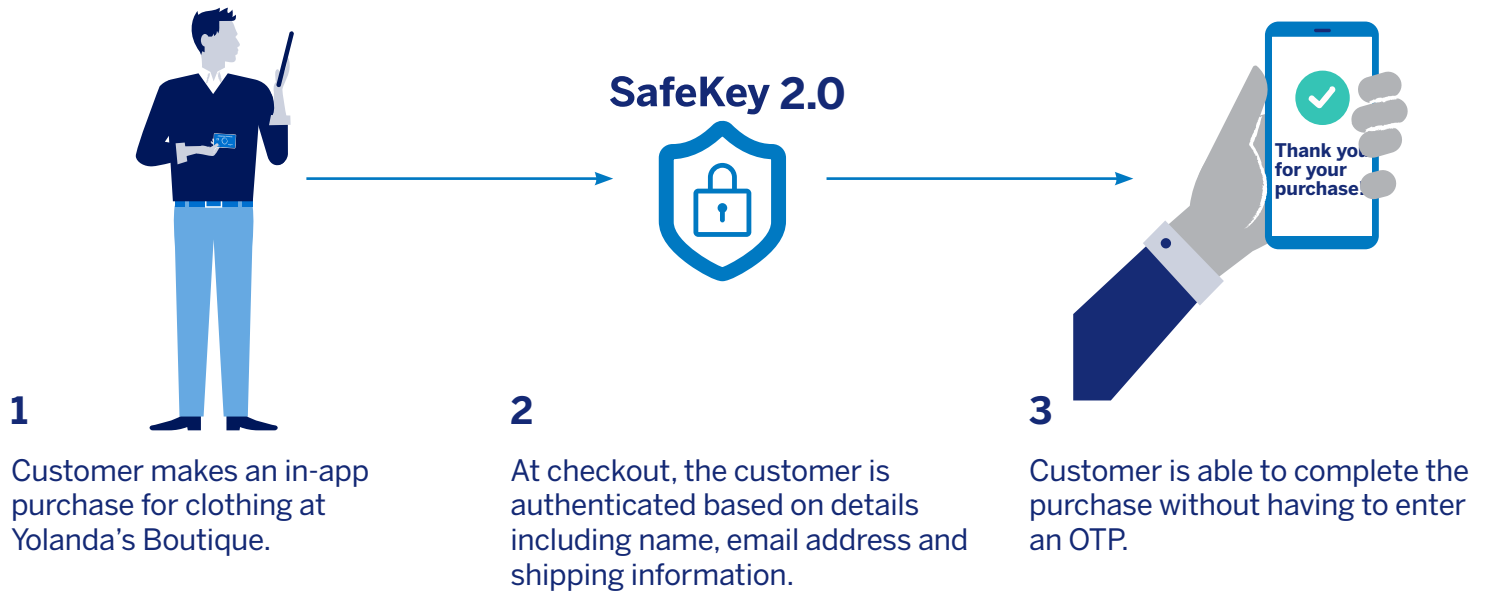 SafeKey 2.0
Thank you
for your
purchase!
1
Customer makes an in-app
purchase for clothing at
Yolanda’s Boutique.
2
At checkout, the customer is
authenticated based on details
including name, email address and
shipping information.
3
Customer is able to complete the
purchase without having to enter
an OTP.